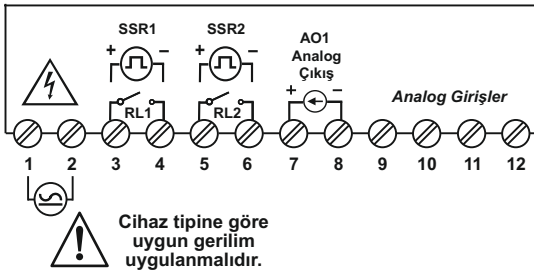 SSR1
SSR2
AO1
Analog
Çıkış
+ −
+ −
+ −
RL1
RL2
Analog Girişler
1 2 3 4 5 6 7 8 9 10 11 12
Cihaz tipine göre
uygun gerilim
uygulanmalıdır.